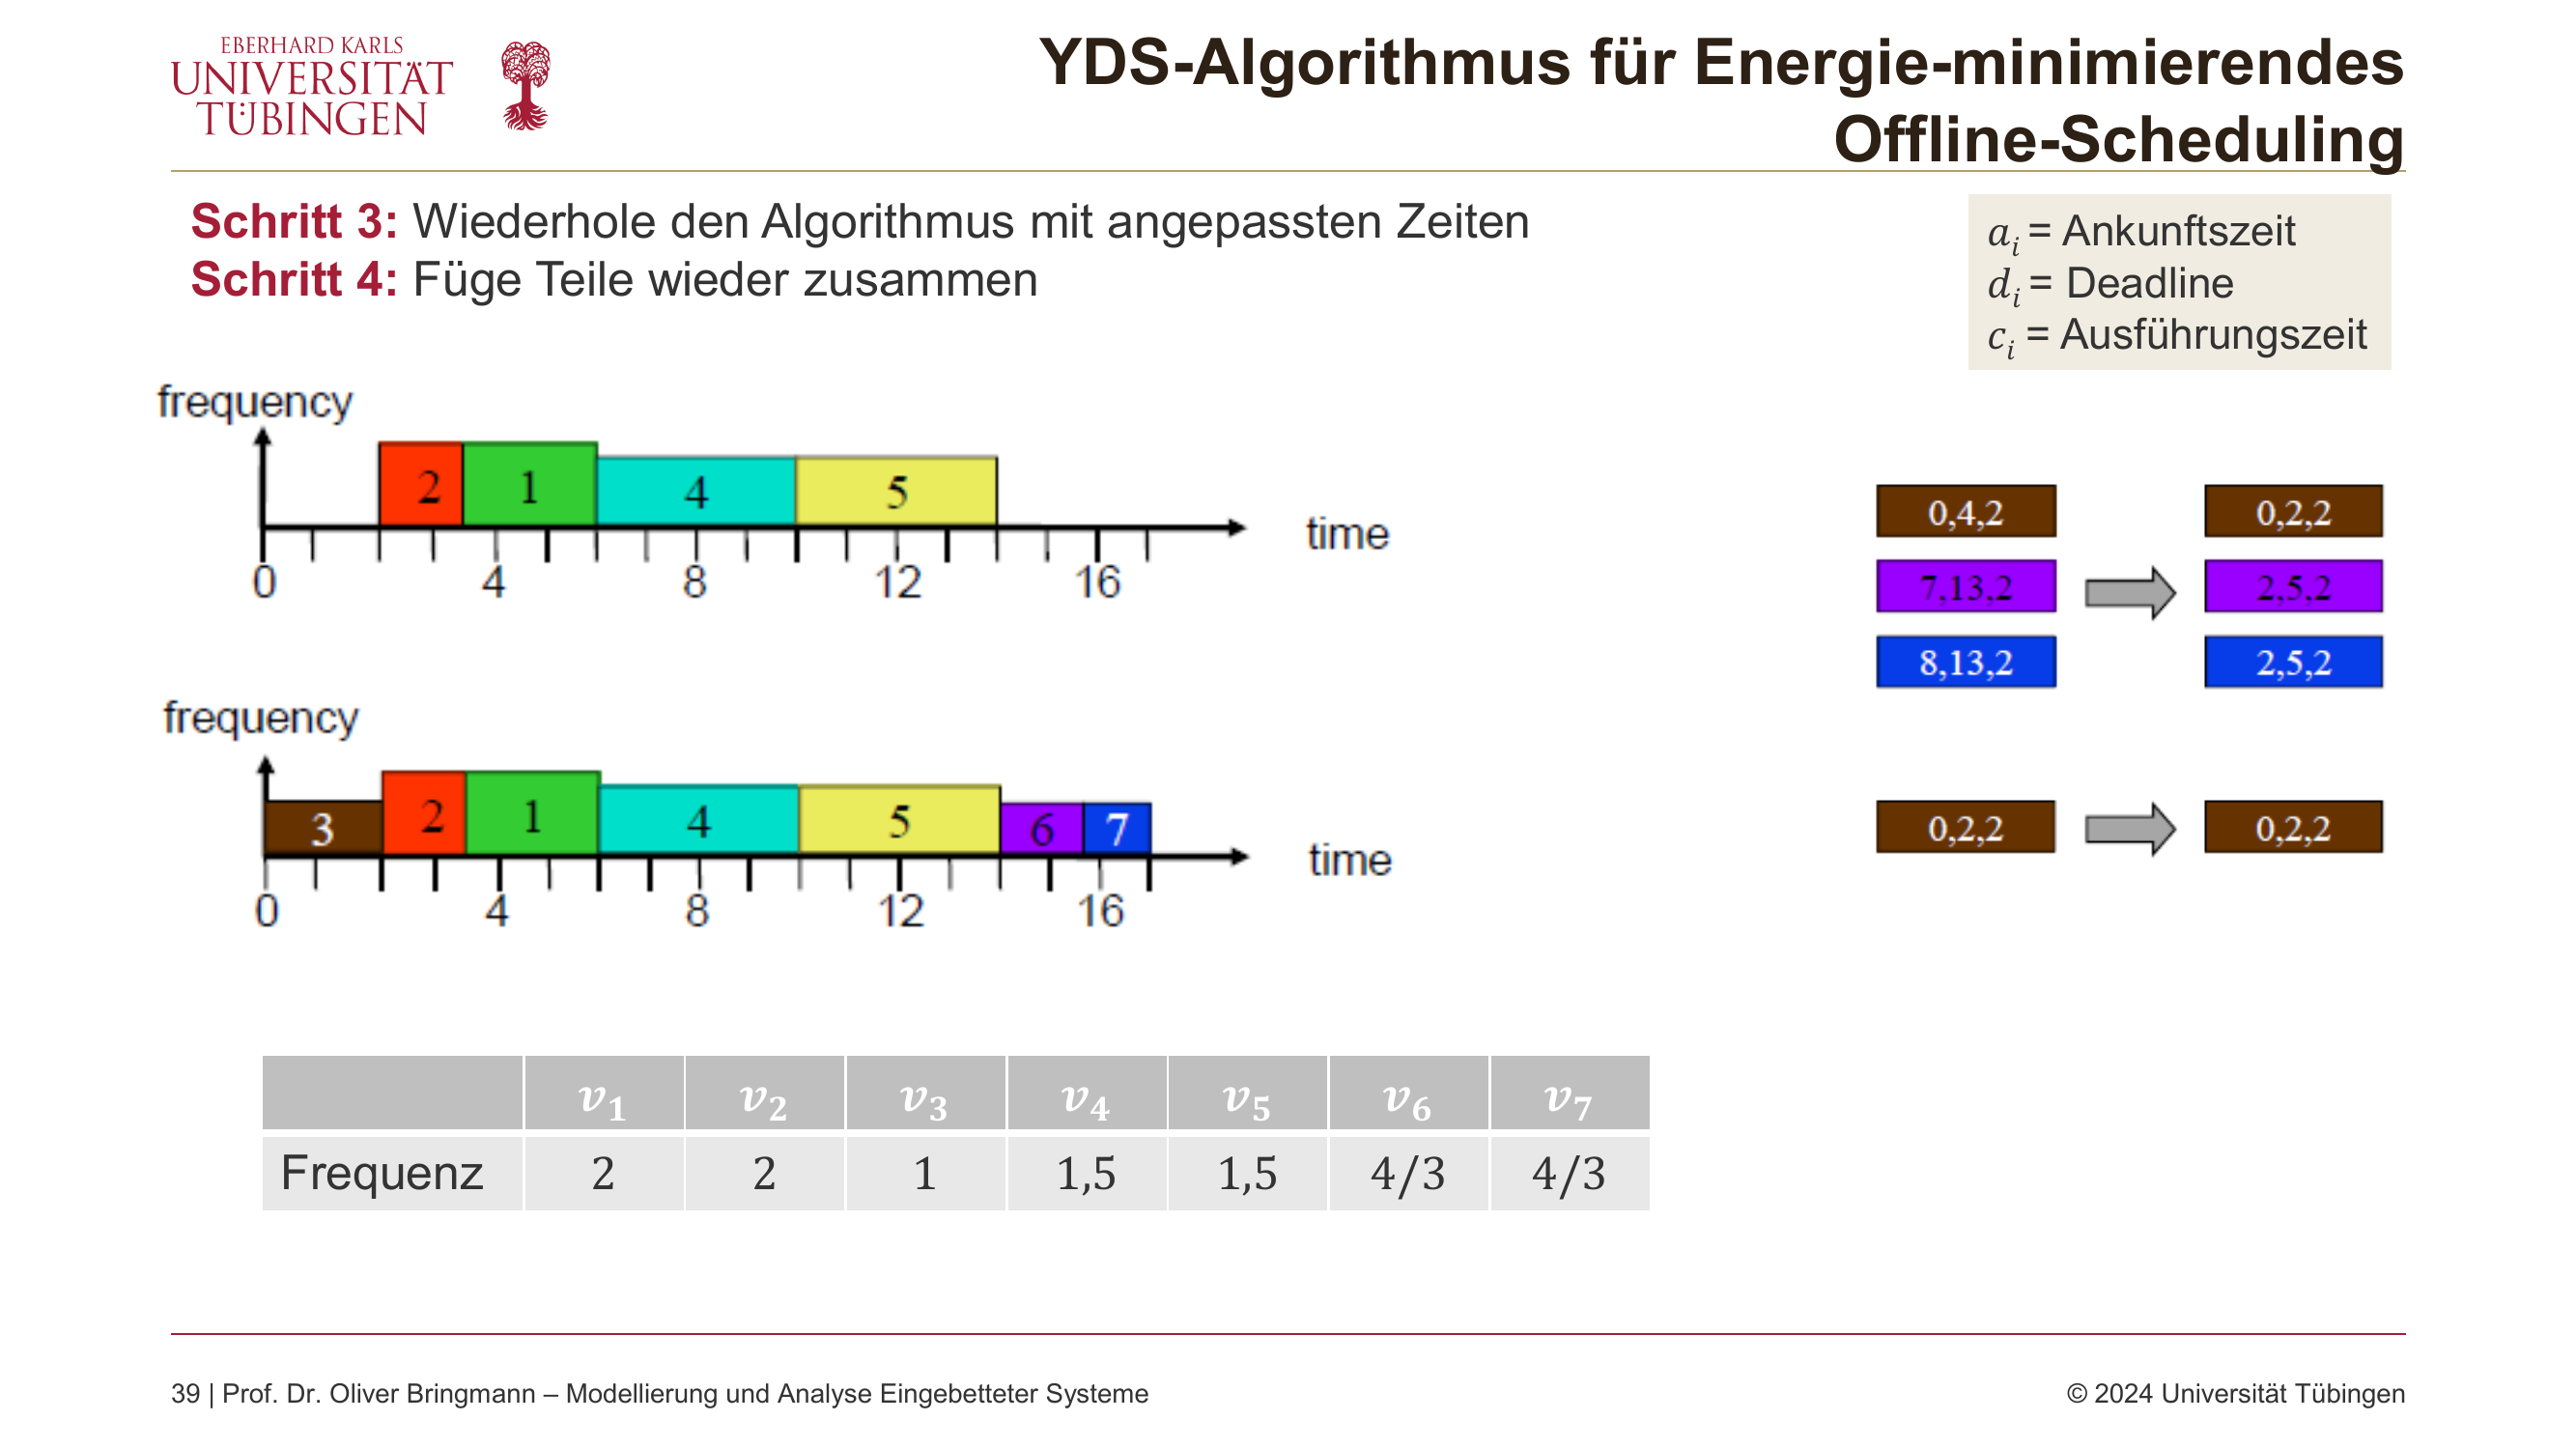 EBERHARD KARLS
UNIVERSITÄT
TÜBINGEN
YDS-Algorithmus für Energie-minimierendes
Offline-Scheduling
Schritt 3: Wiederhole den Algorithmus mit angepassten Zeiten
Schritt 4: Füge Teile wieder zusammen
a_i = Ankunftszeit
d_i = Deadline
c_i = Ausführungszeit
frequency
2 1 4 5
time
0 4 8 12 16
0,4,2 0,2,2
7,13,2 2,5,2
8,13,2 2,5,2
frequency
3 2 1 4 5 6 7
time
0 4 8 12 16
0,2,2 0,2,2
v_1 v_2 v_3 v_4 v_5 v_6 v_7
Frequenz 2 2 1 1,5 1,5 4/3 4/3
39 | Prof. Dr. Oliver Bringmann – Modellierung und Analyse Eingebetteter Systeme
© 2024 Universität Tübingen